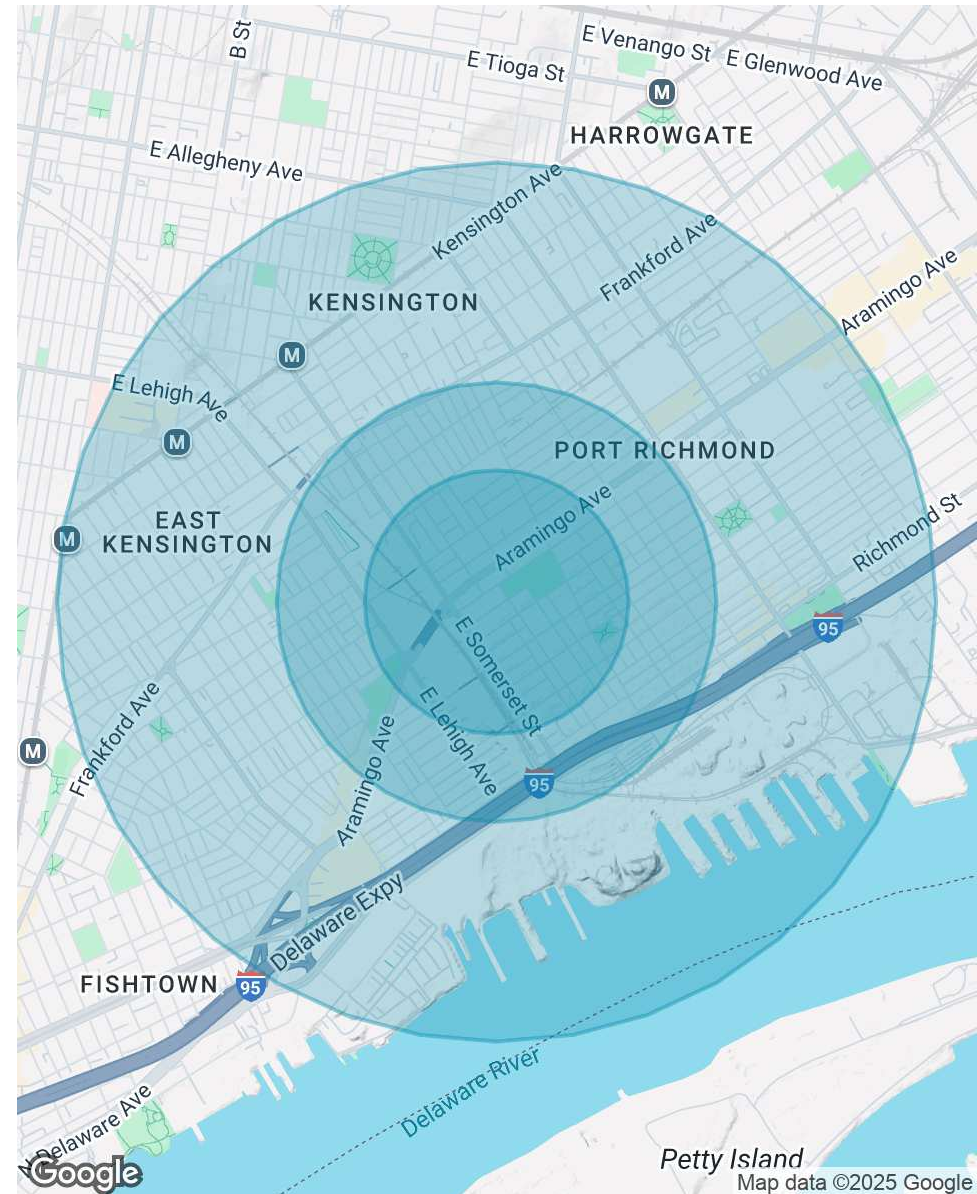 B St
E Venango St
E Glenwood Ave
E Tioga St
M
HARROWGATE
E Allegheny Ave
Kensington Ave
Frankford Ave
Aramingo Ave
KENSINGTON
M
E Lehigh Ave
M
PORT RICHMOND
Aramingo Ave
EAST
KENSINGTON
M
Richmond St
95
E Somerset St
E Lehigh Ave
Frankford Ave
M
Aramingo Ave
95
Delaware Expy
FISHTOWN
95
Delaware River
N Delaware Ave
Petty Island
Google
Map data ©2025 Google